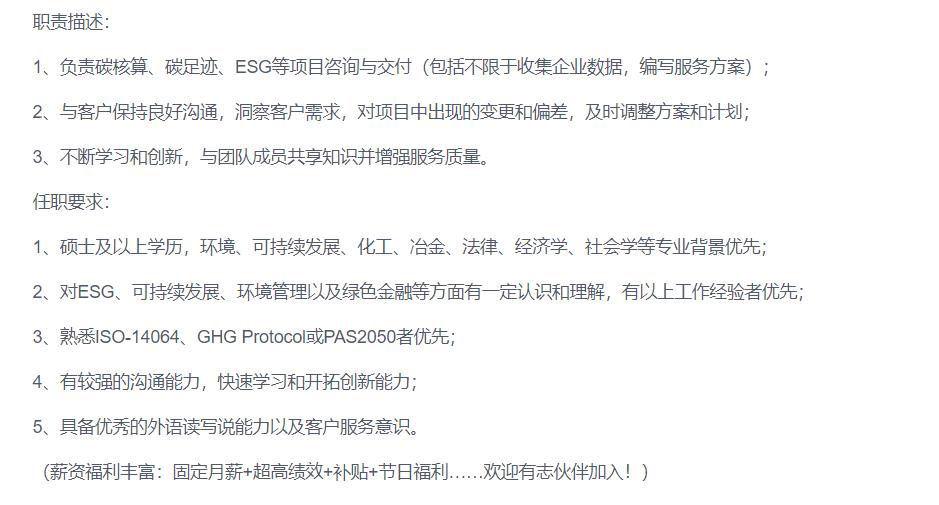 职责描述：
1、负责碳核算、碳足迹、ESG等项目咨询与交付（包括不限于收集企业数据，编写服务方案）；
2、与客户保持良好沟通，洞察客户需求，对项目中出现的变更和偏差，及时调整方案和计划；
3、不断学习和创新，与团队成员共享知识并增强服务质量。
任职要求：
1、硕士及以上学历，环境、可持续发展、化工、冶金、法律、经济学、社会学等专业背景优先；
2、对ESG、可持续发展、环境管理以及绿色金融等方面有一定认识和理解，有以上工作经验者优先；
3、熟悉ISO-14064、GHG Protocol或PAS2050者优先；
4、有较强的沟通能力，快速学习和开拓创新能力；
5、具备优秀的外语读写说能力以及客户服务意识。
（薪资福利丰富：固定月薪+超高绩效+补贴+节日福利……欢迎有志伙伴加入！）